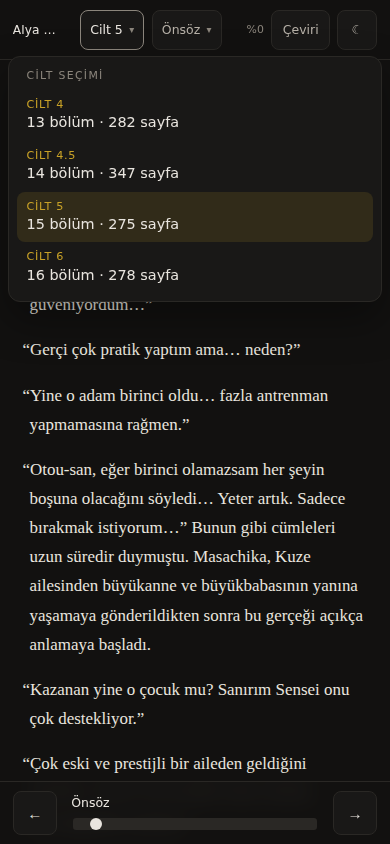 Alya ...
Cilt 5 ▾
Önsöz ▾
%0
Çeviri
☾
CİLT SEÇİMİ
CİLT 4
13 bölüm · 282 sayfa
CİLT 4.5
14 bölüm · 347 sayfa
CİLT 5
15 bölüm · 275 sayfa
CİLT 6
16 bölüm · 278 sayfa
güveniyordum…”
“Gerçi çok pratik yaptım ama… neden?”
“Yine o adam birinci oldu… fazla antrenman
yapmamasına rağmen.”
“Otou-san, eğer birinci olamazsam her şeyin
boşuna olacağını söyledi… Yeter artık. Sadece
bırakmak istiyorum…” Bunun gibi cümleleri
uzun süredir duymuştu. Masachika, Kuze
ailesinden büyükanne ve büyükbabasının yanına
yaşamaya gönderildikten sonra bu gerçeği açıkça
anlamaya başladı.
“Kazanan yine o çocuk mu? Sanırım Sensei onu
çok destekliyor.”
“Çok eski ve prestijli bir aileden geldiğini
←
Önsöz
→